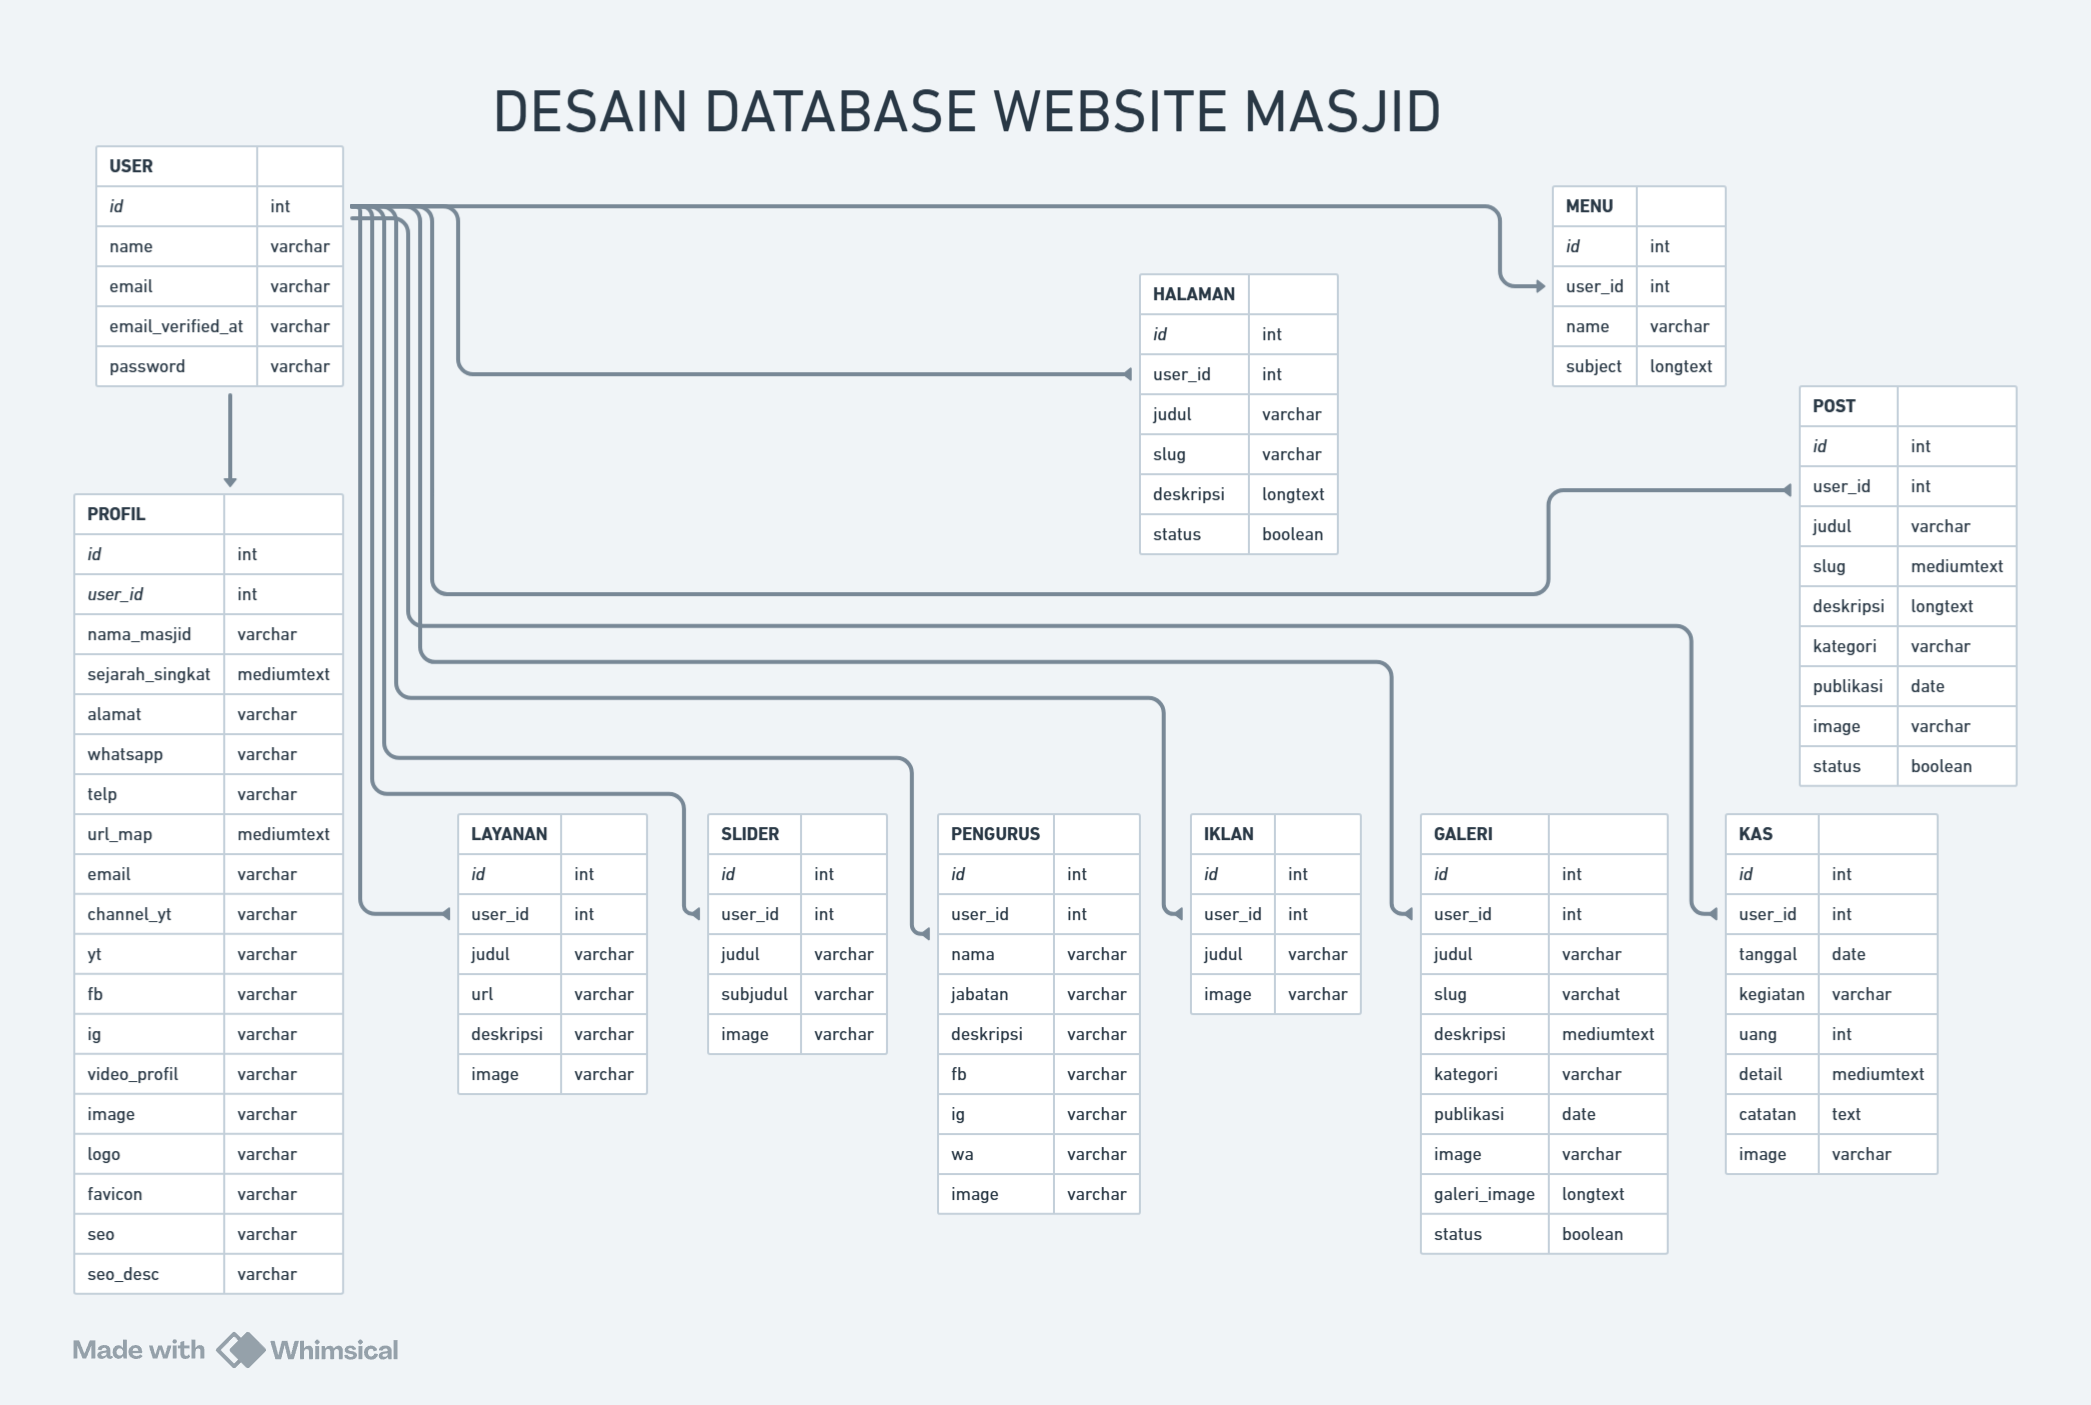 DESAIN DATABASE WEBSITE MASJID
USER
id int
name varchar
email varchar
email_verified_at varchar
password varchar
MENU
id int
user_id int
name varchar
subject longtext
HALAMAN
id int
user_id int
judul varchar
slug varchar
deskripsi longtext
status boolean
POST
id int
user_id int
judul varchar
slug mediumtext
deskripsi longtext
kategori varchar
publikasi date
image varchar
status boolean
PROFIL
id int
user_id int
nama_masjid varchar
sejarah_singkat mediumtext
alamat varchar
whatsapp varchar
telp varchar
url_map mediumtext
email varchar
channel_yt varchar
yt varchar
fb varchar
ig varchar
video_profil varchar
image varchar
logo varchar
favicon varchar
seo varchar
seo_desc varchar
LAYANAN
id int
user_id int
judul varchar
url varchar
deskripsi varchar
image varchar
SLIDER
id int
user_id int
judul varchar
subjudul varchar
image varchar
PENGURUS
id int
user_id int
nama varchar
jabatan varchar
deskripsi varchar
fb varchar
ig varchar
wa varchar
image varchar
IKLAN
id int
user_id int
judul varchar
image varchar
GALERI
id int
user_id int
judul varchar
slug varchat
deskripsi mediumtext
kategori varchar
publikasi date
image varchar
galeri_image longtext
status boolean
KAS
id int
user_id int
tanggal date
kegiatan varchar
uang int
detail mediumtext
catatan text
image varchar
Made with Whimsical